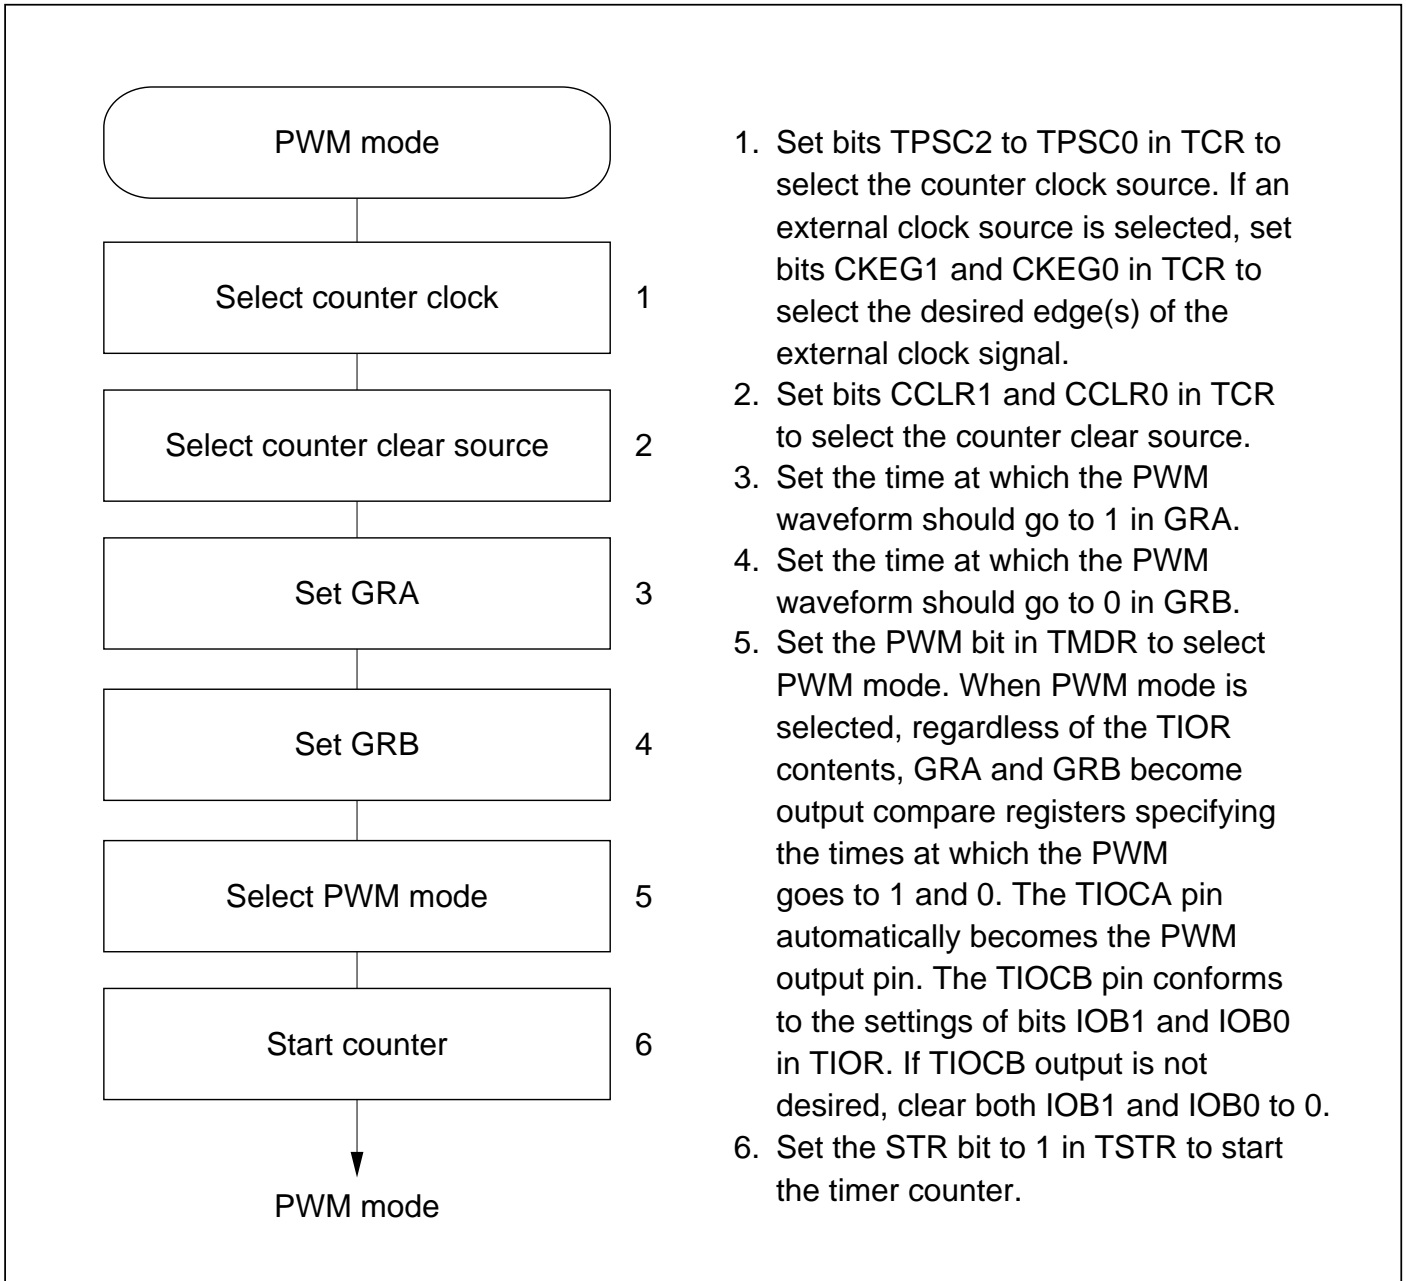 PWM mode
Select counter clock 1
Select counter clear source 2
Set GRA 3
Set GRB 4
Select PWM mode 5
Start counter 6
PWM mode
1. Set bits TPSC2 to TPSC0 in TCR to
select the counter clock source. If an
external clock source is selected, set
bits CKEG1 and CKEG0 in TCR to
select the desired edge(s) of the
external clock signal.
2. Set bits CCLR1 and CCLR0 in TCR
to select the counter clear source.
3. Set the time at which the PWM
waveform should go to 1 in GRA.
4. Set the time at which the PWM
waveform should go to 0 in GRB.
5. Set the PWM bit in TMDR to select
PWM mode. When PWM mode is
selected, regardless of the TIOR
contents, GRA and GRB become
output compare registers specifying
the times at which the PWM
goes to 1 and 0. The TIOCA pin
automatically becomes the PWM
output pin. The TIOCB pin conforms
to the settings of bits IOB1 and IOB0
in TIOR. If TIOCB output is not
desired, clear both IOB1 and IOB0 to 0.
6. Set the STR bit to 1 in TSTR to start
the timer counter.